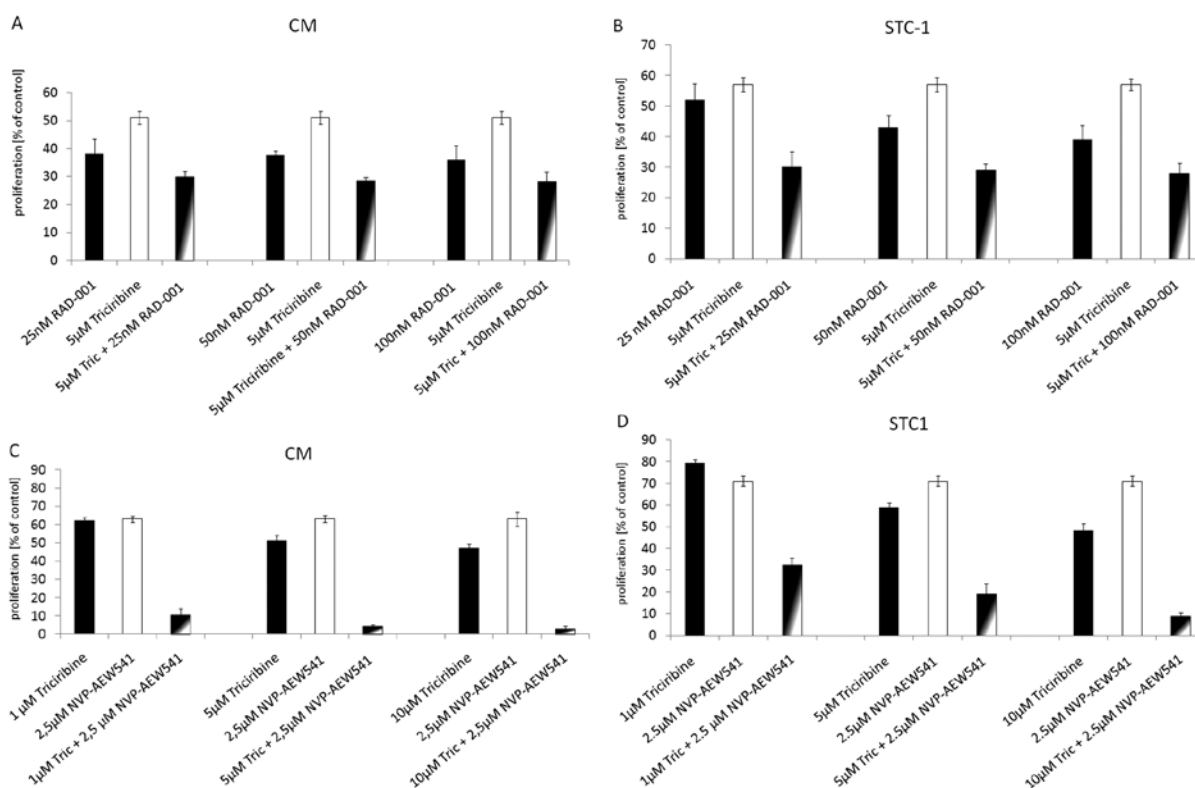 A
CM
proliferation [% of control]
60
50
40
30
20
10
0
25nM RAD-001
5µM Triciribine
5µM Tric + 25nM RAD-001
50nM RAD-001
5µM Triciribine
5µM Triciribine + 50nM RAD-001
100nM RAD-001
5µM Triciribine
5µM Tric + 100nM RAD-001
B
STC-1
proliferation [% of control]
70
60
50
40
30
20
10
0
25 nM RAD-001
5µM Triciribine
5µM Tric + 25nM RAD-001
50nM RAD-001
5µM Triciribine
5µM Tric + 50nM RAD-001
100nM RAD-001
5µM Triciribine
5µM Tric + 100nM RAD-001
C
CM
proliferation [% of control]
90
80
70
60
50
40
30
20
10
0
1 µM Triciribine
2,5µM NVP-AEW541
1µM Tric + 2,5 µM NVP-AEW541
5µM Triciribine
2,5µM NVP-AEW541
5µM Tric + 2,5µM NVP-AEW541
10µM Triciribine
2,5µM NVP-AEW541
10µM Tric + 2,5µM NVP-AEW541
D
STC1
proliferation [% of control]
90
80
70
60
50
40
30
20
10
0
1µM Triciribine
2.5µM NVP-AEW541
1µM Tric + 2.5 µM NVP-AEW541
5µM Triciribine
2.5µM NVP-AEW541
5µM Tric + 2.5µM NVP-AEW541
10µM Triciribine
2.5µM NVP-AEW541
10µM Tric + 2.5µM NVP-AEW541